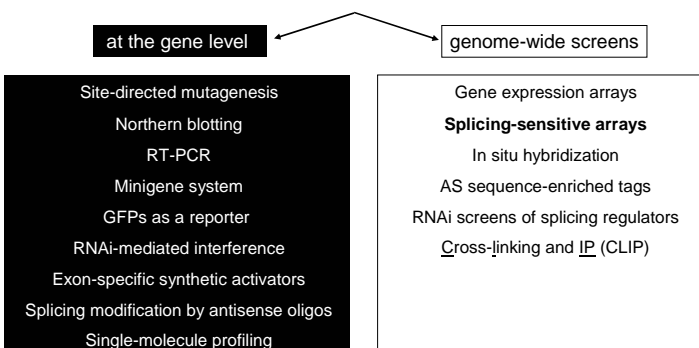 at the gene level
genome-wide screens
Site-directed mutagenesis
Northern blotting
RT-PCR
Minigene system
GFPs as a reporter
RNAi-mediated interference
Exon-specific synthetic activators
Splicing modification by antisense oligos
Single-molecule profiling
Gene expression arrays
Splicing-sensitive arrays
In situ hybridization
AS sequence-enriched tags
RNAi screens of splicing regulators
Cross-linking and IP (CLIP)